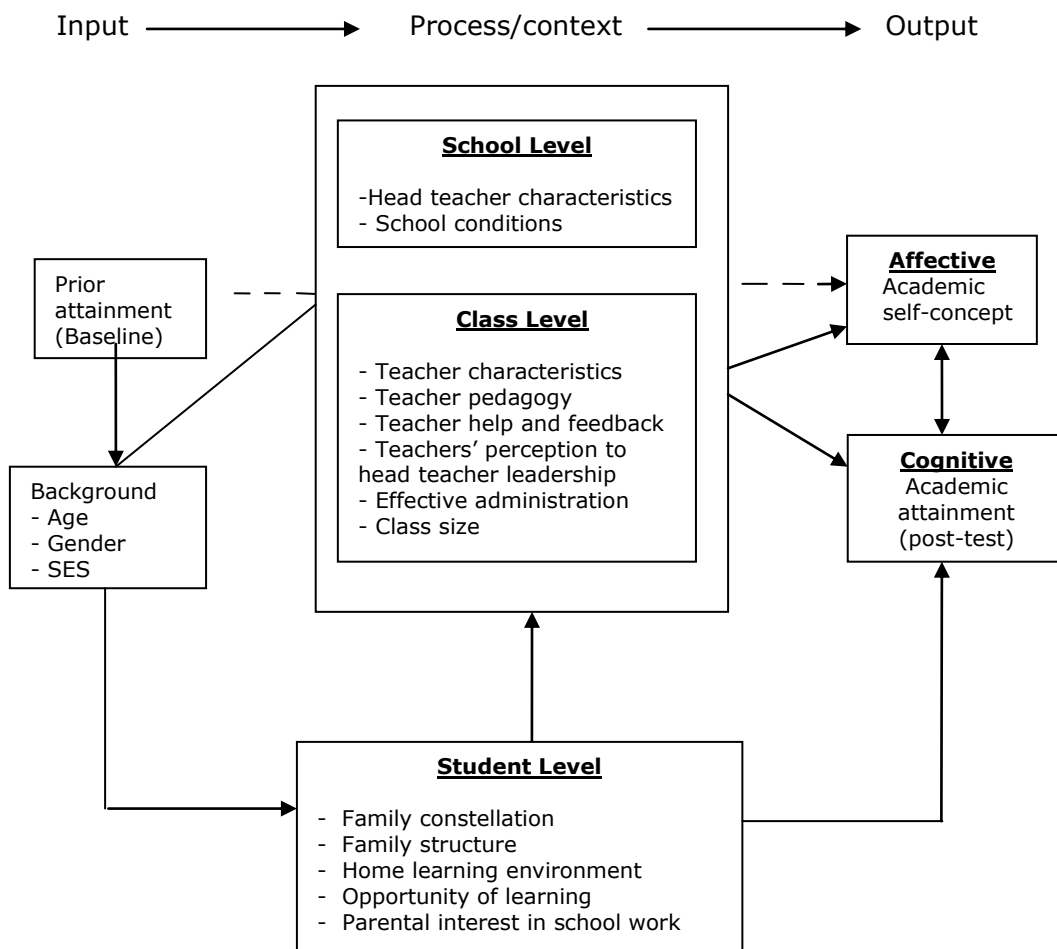 Input Process/context Output
School Level
-Head teacher characteristics
- School conditions
Prior
attainment
(Baseline)
Class Level
- Teacher characteristics
- Teacher pedagogy
- Teacher help and feedback
- Teachers’ perception to
head teacher leadership
- Effective administration
- Class size
Affective
Academic
self-concept
Background
- Age
- Gender
- SES
Cognitive
Academic
attainment
(post-test)
Student Level
- Family constellation
- Family structure
- Home learning environment
- Opportunity of learning
- Parental interest in school work